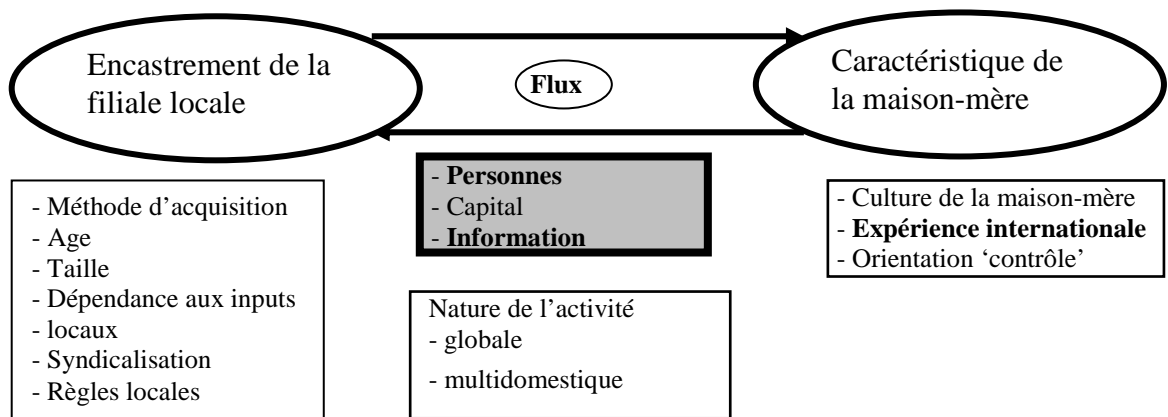 Encastrement de la
filiale locale
Flux
Caractéristique de
la maison-mère
- Méthode d’acquisition
- Age
- Taille
- Dépendance aux inputs
- locaux
- Syndicalisation
- Règles locales
- Personnes
- Capital
- Information
Nature de l’activité
- globale
- multidomestique
- Culture de la maison-mère
- Expérience internationale
- Orientation ‘contrôle’